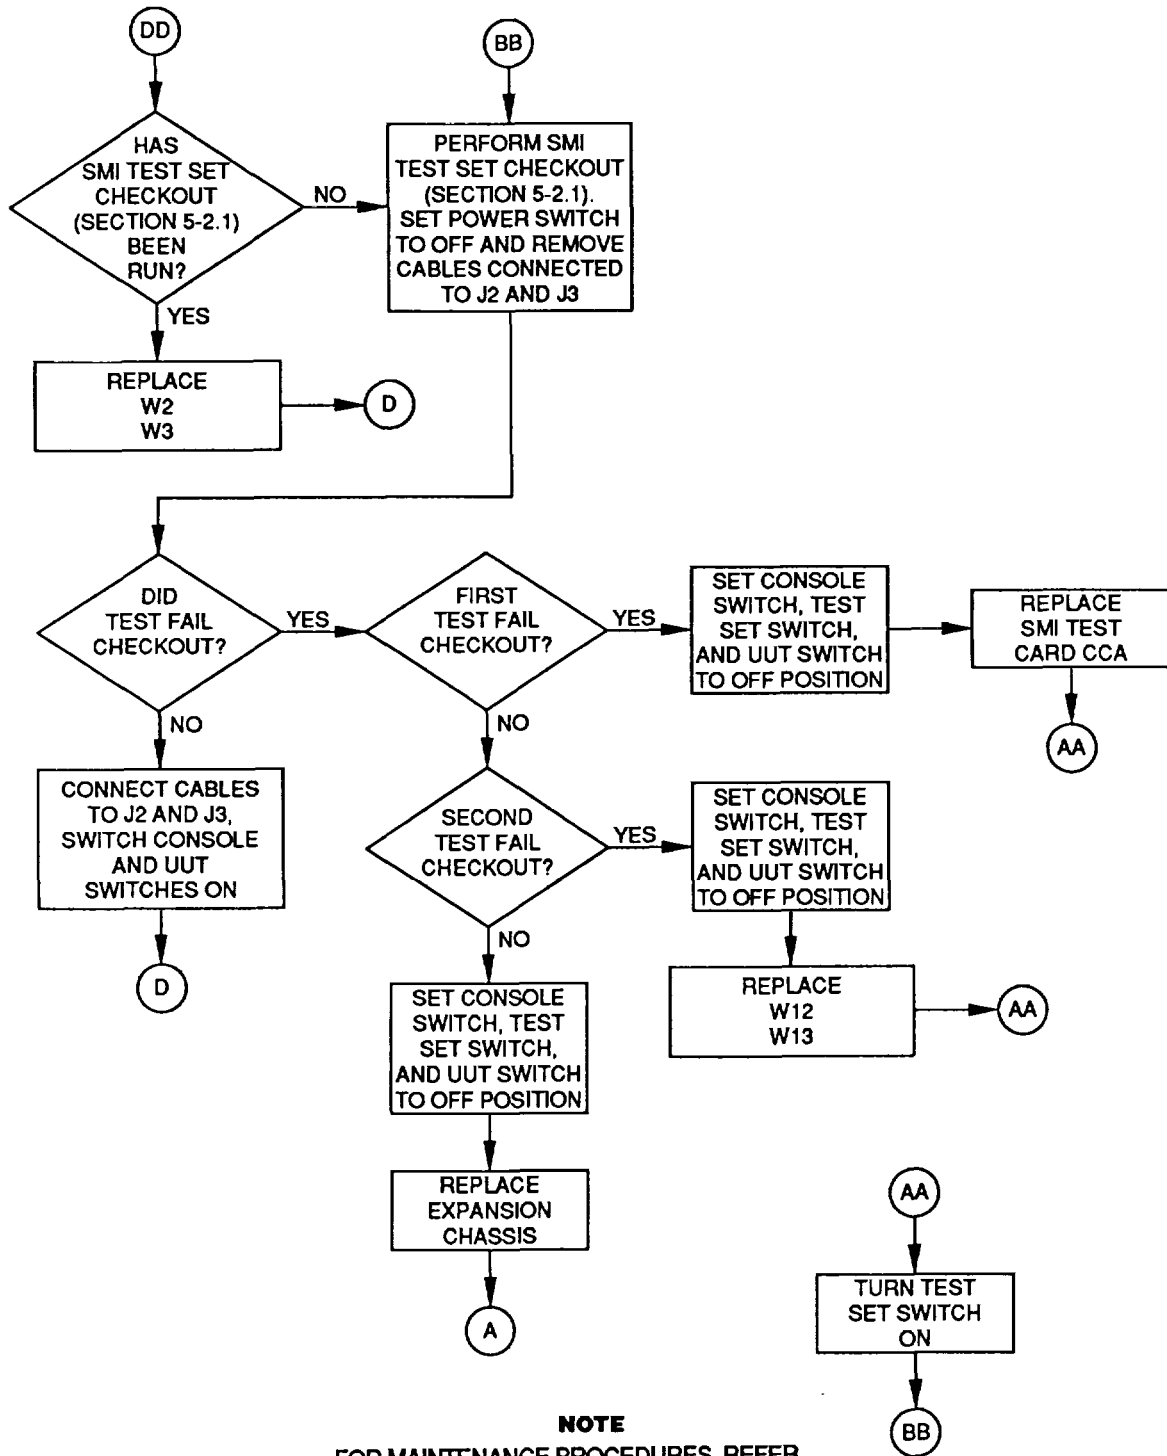 DD
HAS
SMI TEST SET
CHECKOUT
(SECTION 5-2.1)
BEEN
RUN?
NO
YES
REPLACE
W2
W3
D
BB
PERFORM SMI
TEST SET CHECKOUT
(SECTION 5-2.1).
SET POWER SWITCH
TO OFF AND REMOVE
CABLES CONNECTED
TO J2 AND J3
DID
TEST FAIL
CHECKOUT?
YES
NO
CONNECT CABLES
TO J2 AND J3,
SWITCH CONSOLE
AND UUT
SWITCHES ON
D
FIRST
TEST FAIL
CHECKOUT?
YES
NO
SET CONSOLE
SWITCH, TEST
SET SWITCH,
AND UUT SWITCH
TO OFF POSITION
REPLACE
SMI TEST
CARD CCA
AA
SECOND
TEST FAIL
CHECKOUT?
YES
NO
SET CONSOLE
SWITCH, TEST
SET SWITCH,
AND UUT SWITCH
TO OFF POSITION
REPLACE
W12
W13
AA
SET CONSOLE
SWITCH, TEST
SET SWITCH,
AND UUT SWITCH
TO OFF POSITION
REPLACE
EXPANSION
CHASSIS
A
AA
TURN TEST
SET SWITCH
ON
BB
NOTE
FOR MAINTENANCE PROCEDURES, REFER